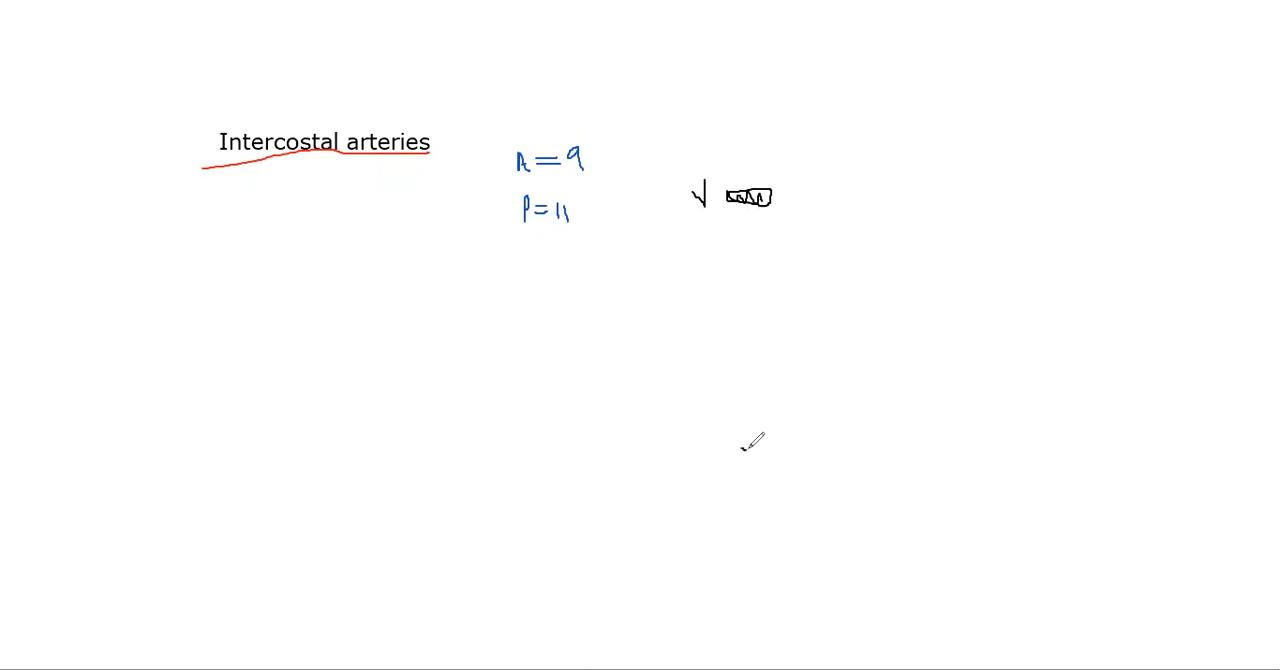 Intercostal arteries
A = 9
P = 11